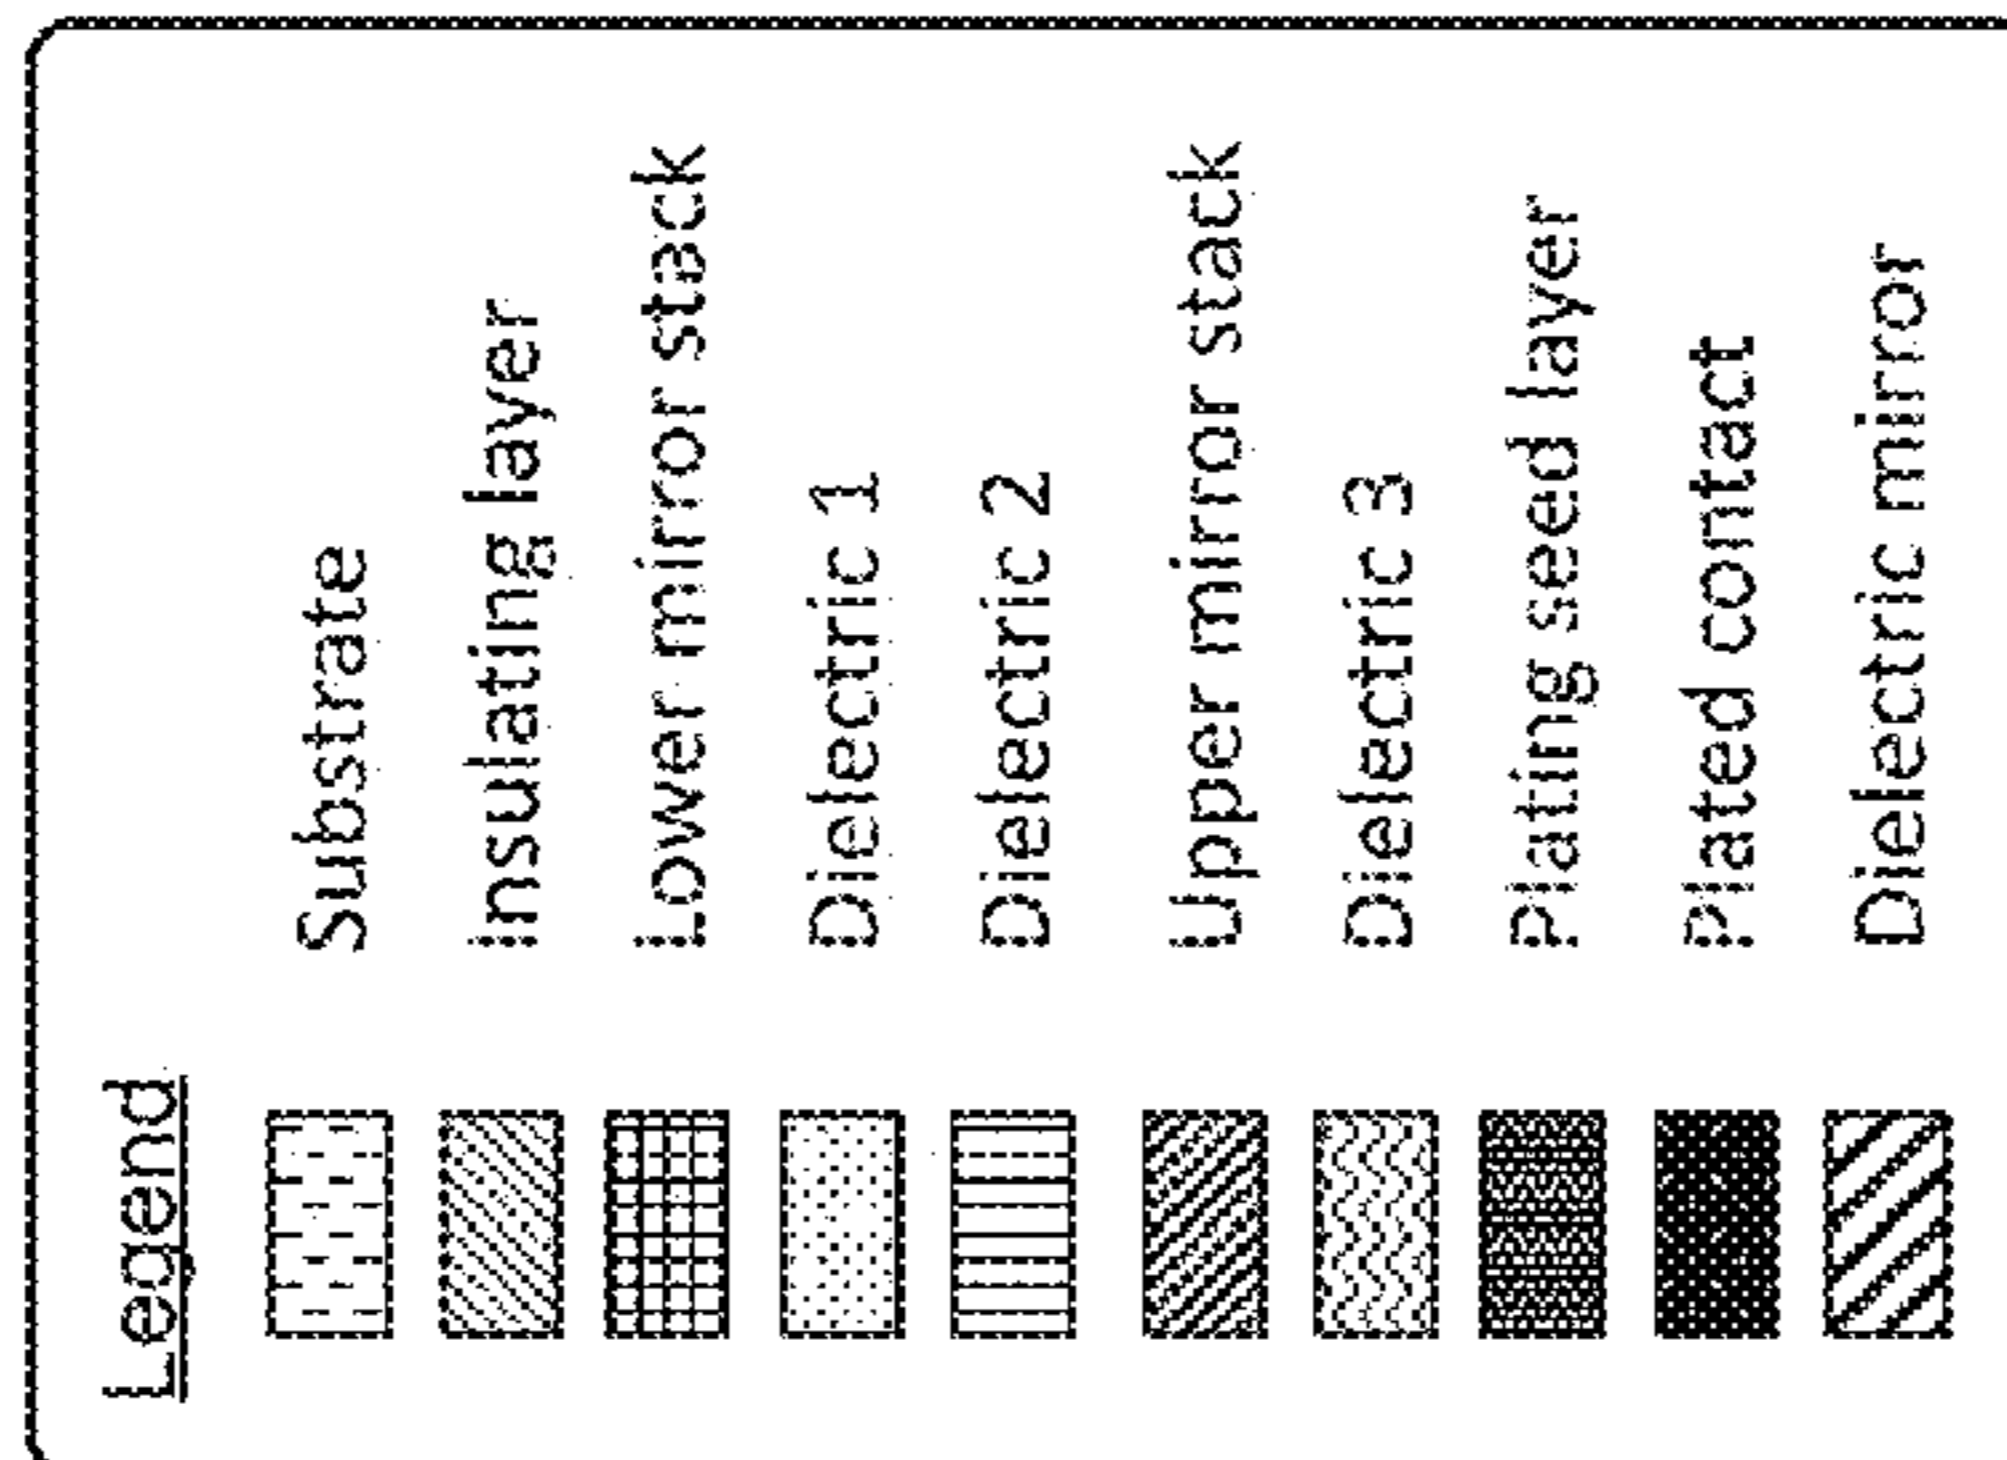 Legend
Substrate
Insulating layer
Lower mirror stack
Dielectric 1
Dielectric 2
Upper mirror stack
Dielectric 3
Plating seed layer
Plated contact
Dielectric mirror